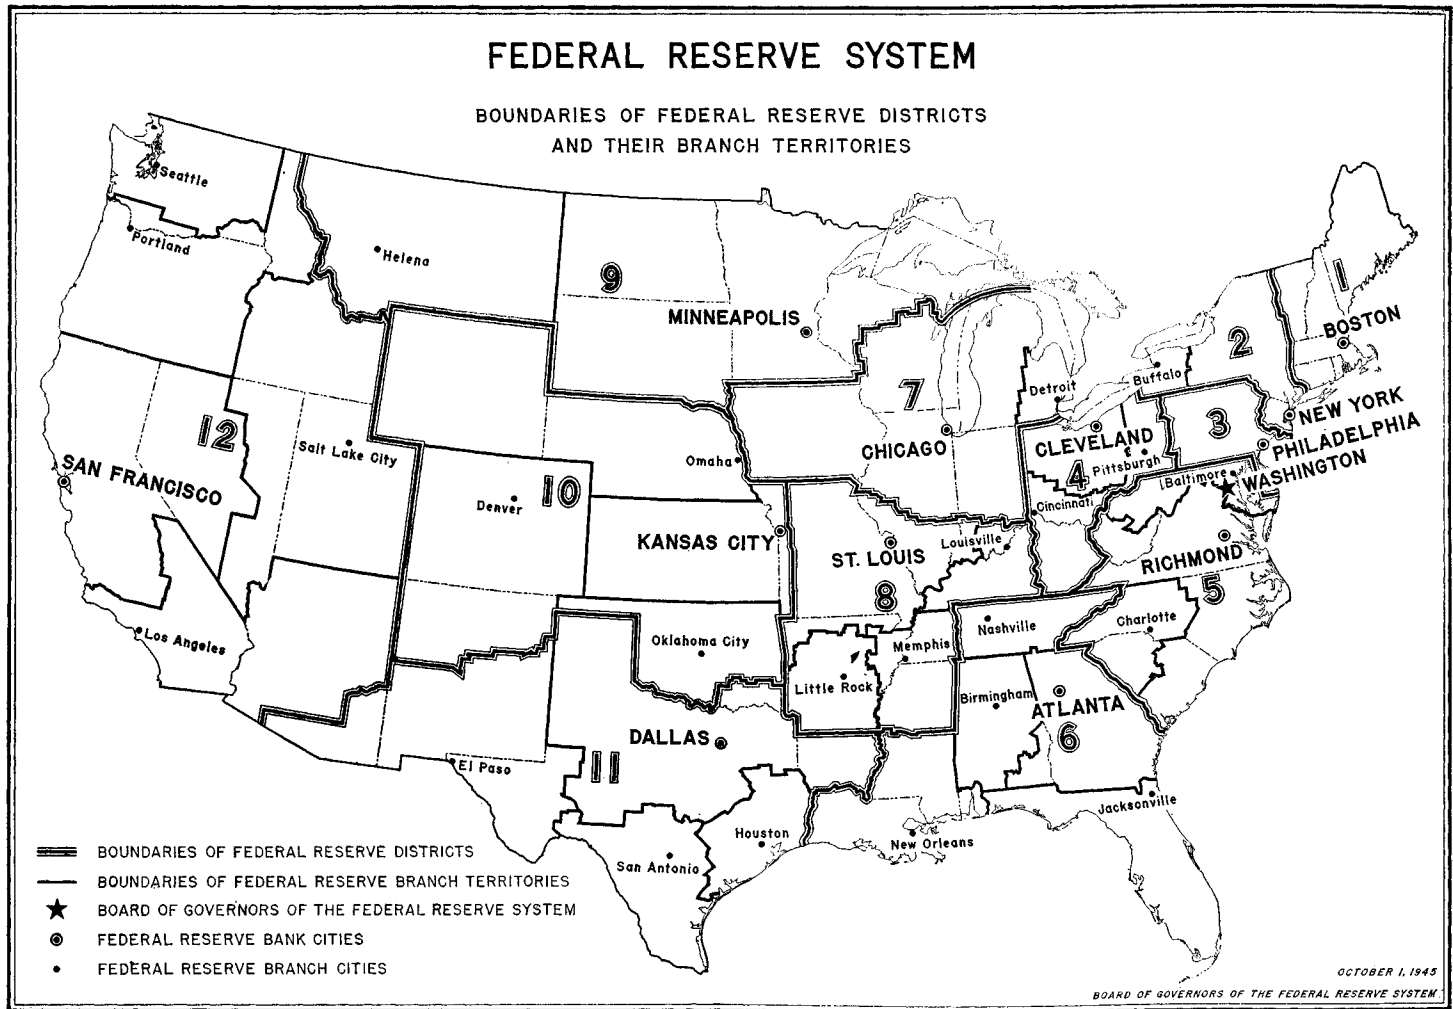 FEDERAL RESERVE SYSTEM
BOUNDARIES OF FEDERAL RESERVE DISTRICTS
AND THEIR BRANCH TERRITORIES
Seattle
Portland
Helena
9
MINNEAPOLIS
1
BOSTON
2
Buffalo
Detroit
7
CHICAGO
NEW YORK
3
PHILADELPHIA
WASHINGTON
CLEVELAND
4
Pittsburgh
Baltimore
Cincinnati
12
SAN FRANCISCO
Salt Lake City
Omaha
10
Denver
KANSAS CITY
ST. LOUIS
Louisville
8
RICHMOND
5
Los Angeles
Oklahoma City
Nashville
Charlotte
Memphis
Little Rock
Birmingham
ATLANTA
6
DALLAS
11
El Paso
Houston
San Antonio
New Orleans
Jacksonville
BOUNDARIES OF FEDERAL RESERVE DISTRICTS
BOUNDARIES OF FEDERAL RESERVE BRANCH TERRITORIES
BOARD OF GOVERNORS OF THE FEDERAL RESERVE SYSTEM
FEDERAL RESERVE BANK CITIES
FEDERAL RESERVE BRANCH CITIES
OCTOBER 1, 1945
BOARD OF GOVERNORS OF THE FEDERAL RESERVE SYSTEM